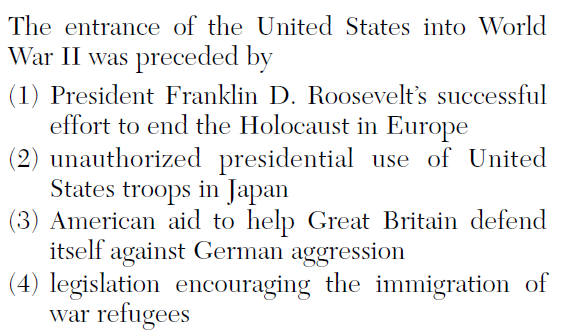 The entrance of the United States into World
War II was preceded by
(1) President Franklin D. Roosevelt's successful
effort to end the Holocaust in Europe
(2) unauthorized presidential use of United
States troops in Japan
(3) American aid to help Great Britain defend
itself against German aggression
(4) legislation encouraging the immigration of
war refugees